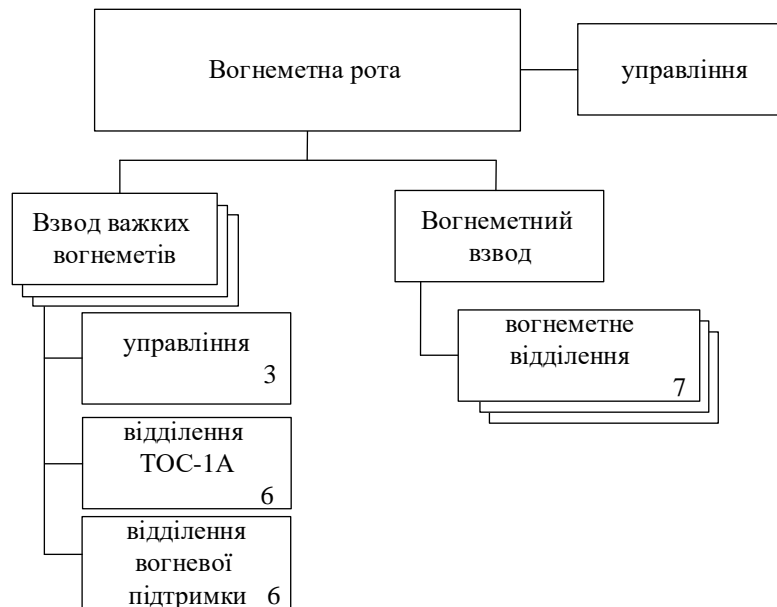 Вогнеметна рота
управління
Взвод важких
вогнеметів
Вогнеметний
взвод
управління
3
вогнеметне
відділення
7
відділення
ТОС-1А
6
відділення
вогневої
підтримки 6